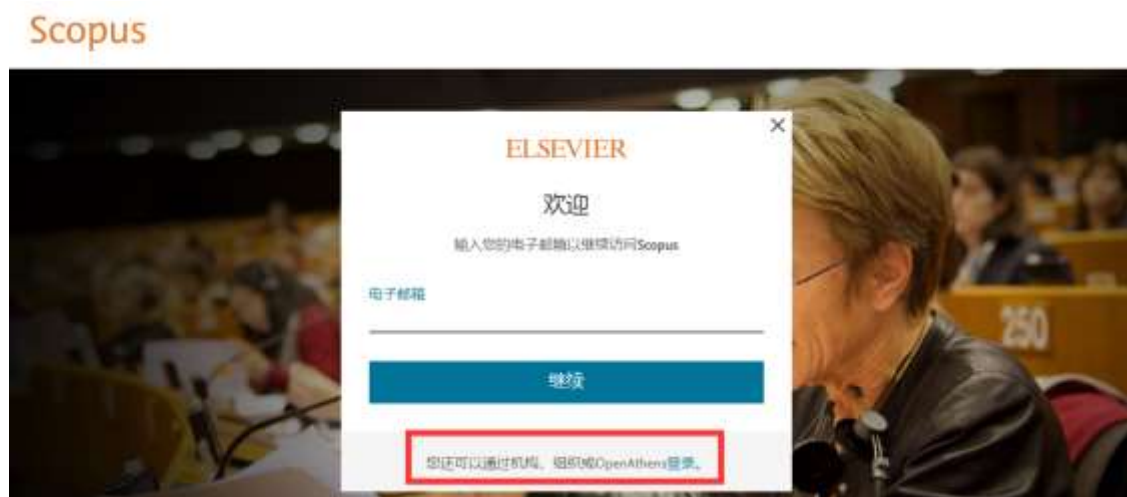 Scopus
ELSEVIER
欢迎
输入您的电子邮箱以继续访问Scopus
电子邮箱
继续
您还可以通过机构、组织或OpenAthens登录。
250